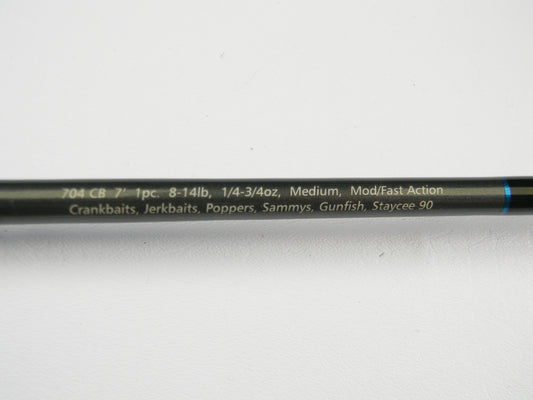 704 CB 7' 1pc. 8-14lb, 1/4-3/4oz, Medium, Mod/Fast Action
Crankbaits, Jerkbaits, Poppers, Sammys, Gunfish, Staycee 90